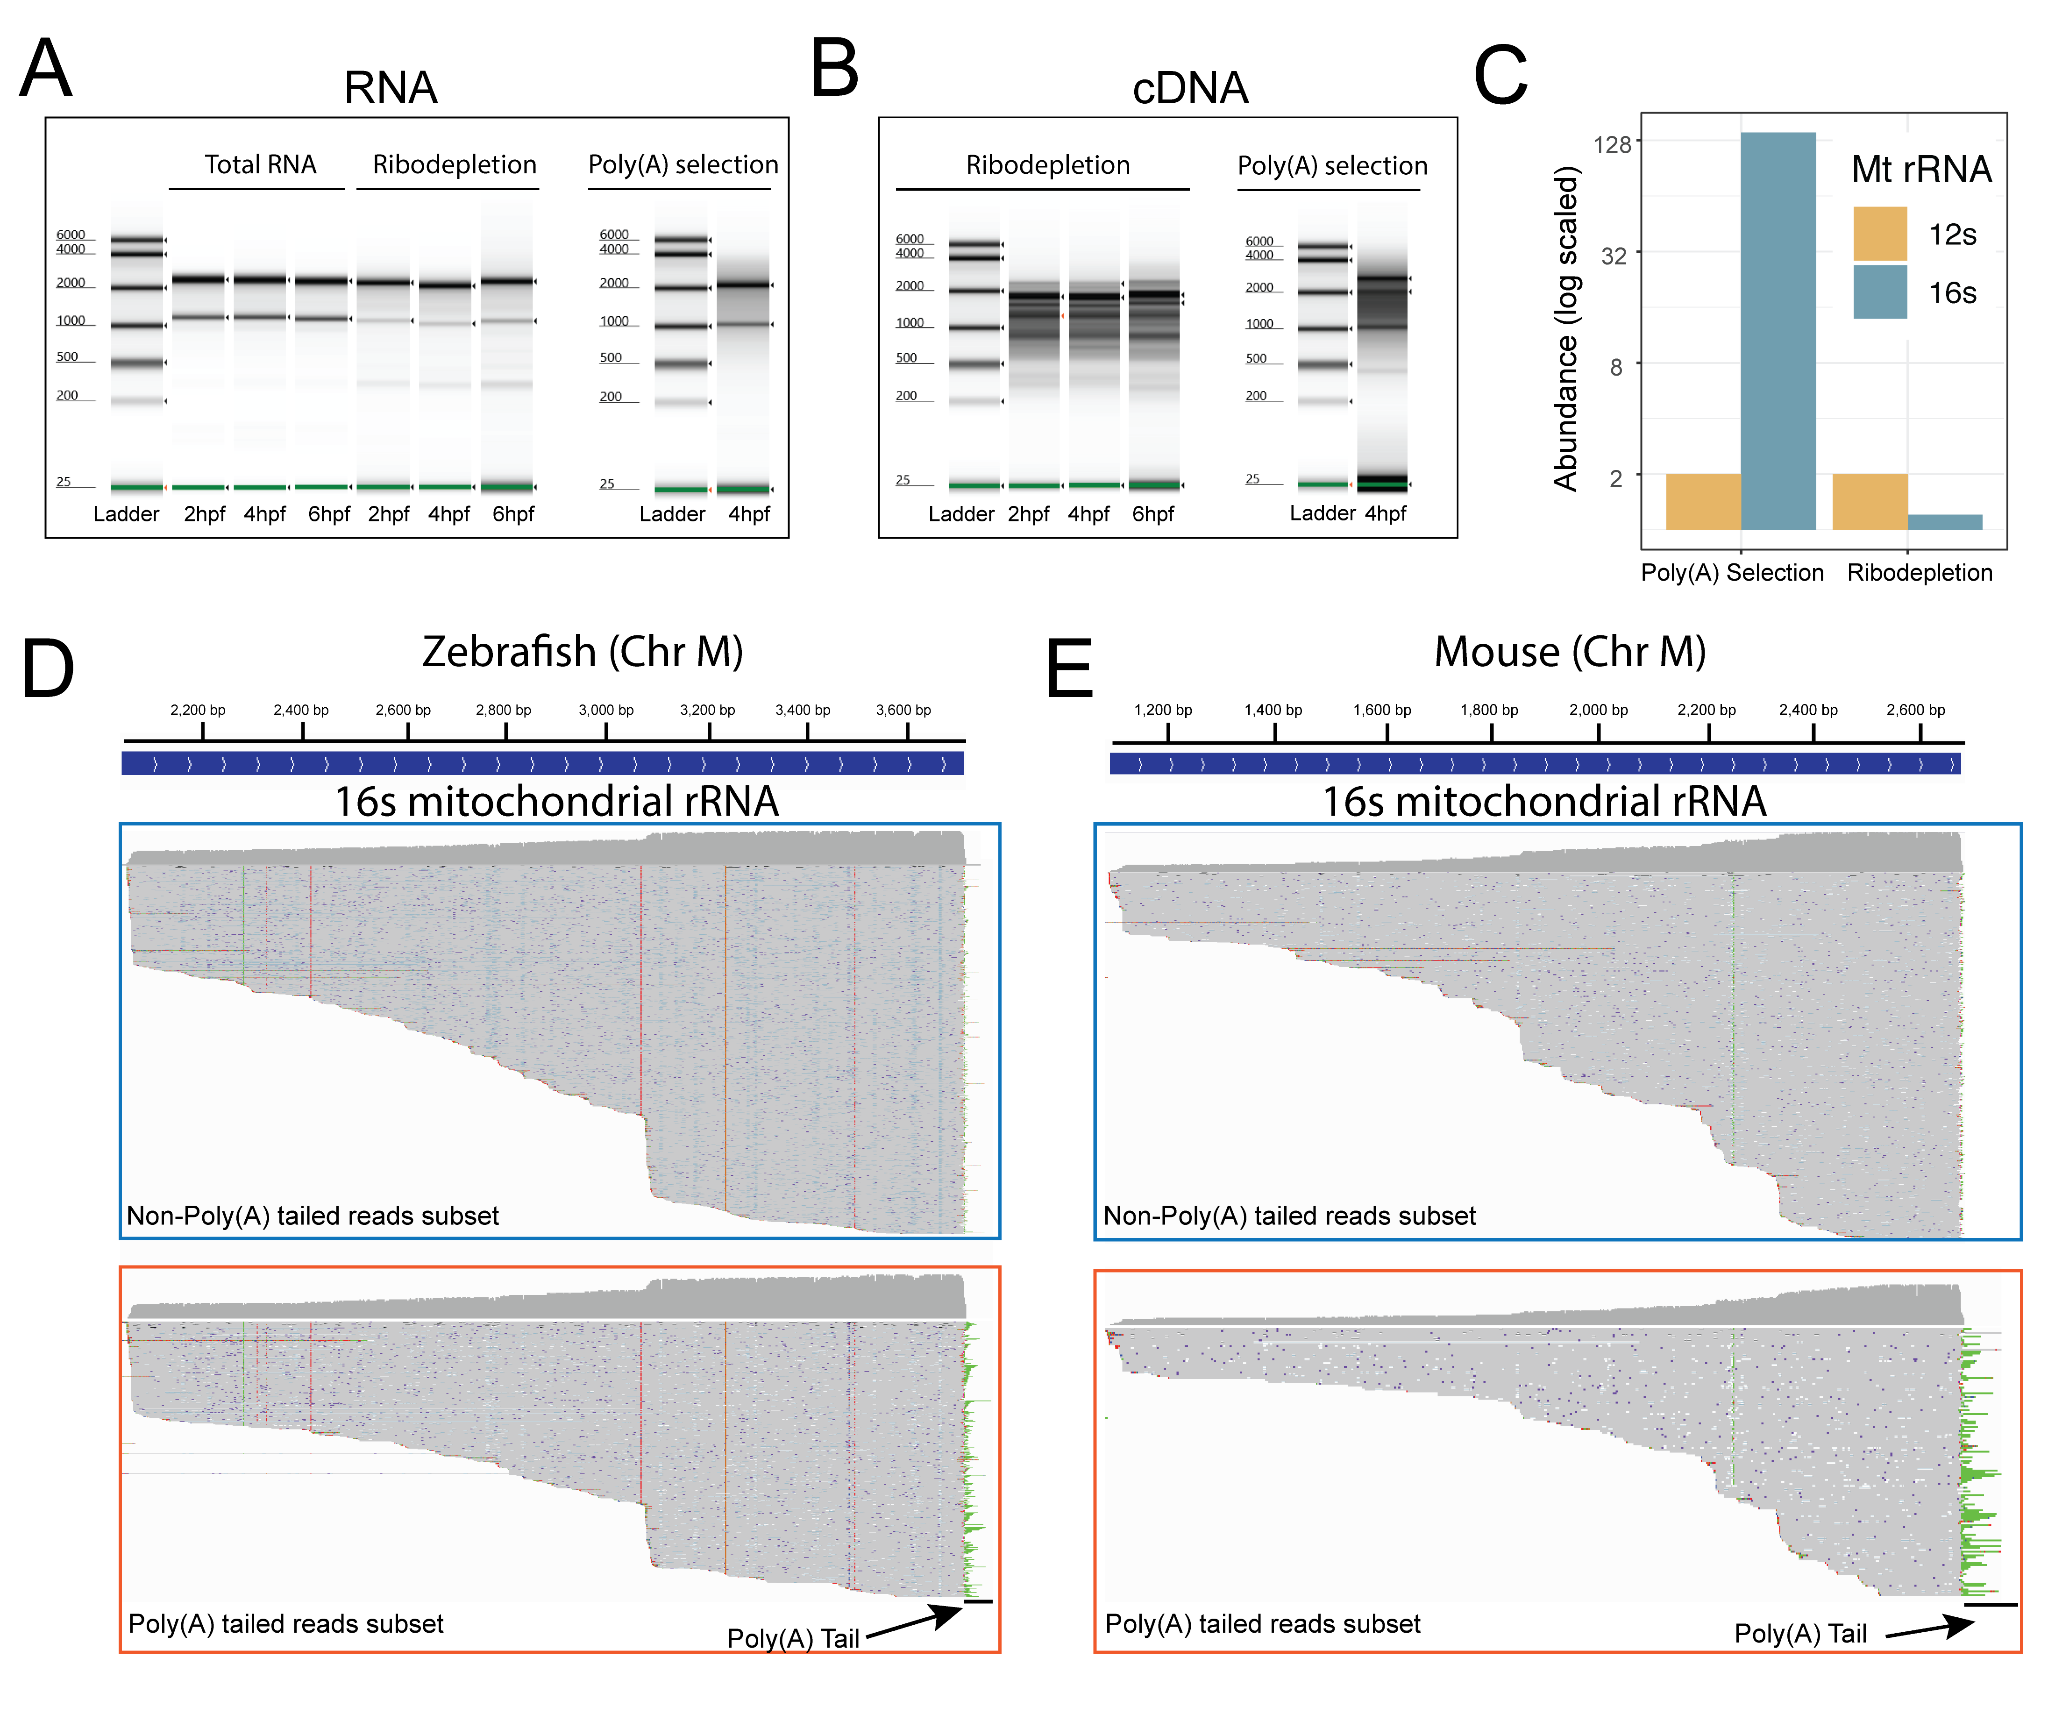 A
RNA
Total RNA
Ribodepletion
Poly(A) selection
6000
4000
2000
1000
500
200
25
6000
4000
2000
1000
500
200
25
Ladder
2hpf
4hpf
6hpf
2hpf
4hpf
6hpf
Ladder
4hpf
B
cDNA
Ribodepletion
Poly(A) selection
6000
4000
2000
1000
500
200
25
6000
4000
2000
1000
500
200
25
Ladder
2hpf
4hpf
6hpf
Ladder
4hpf
C
Abundance (log scaled)
128
32
8
2
Mt rRNA
12s
16s
Poly(A) Selection
Ribodepletion
D
Zebrafish (Chr M)
2,200 bp
2,400 bp
2,600 bp
2,800 bp
3,000 bp
3,200 bp
3,400 bp
3,600 bp
16s mitochondrial rRNA
Non-Poly(A) tailed reads subset
Poly(A) tailed reads subset
Poly(A) Tail
E
Mouse (Chr M)
1,200 bp
1,400 bp
1,600 bp
1,800 bp
2,000 bp
2,200 bp
2,400 bp
2,600 bp
16s mitochondrial rRNA
Non-Poly(A) tailed reads subset
Poly(A) tailed reads subset
Poly(A) Tail